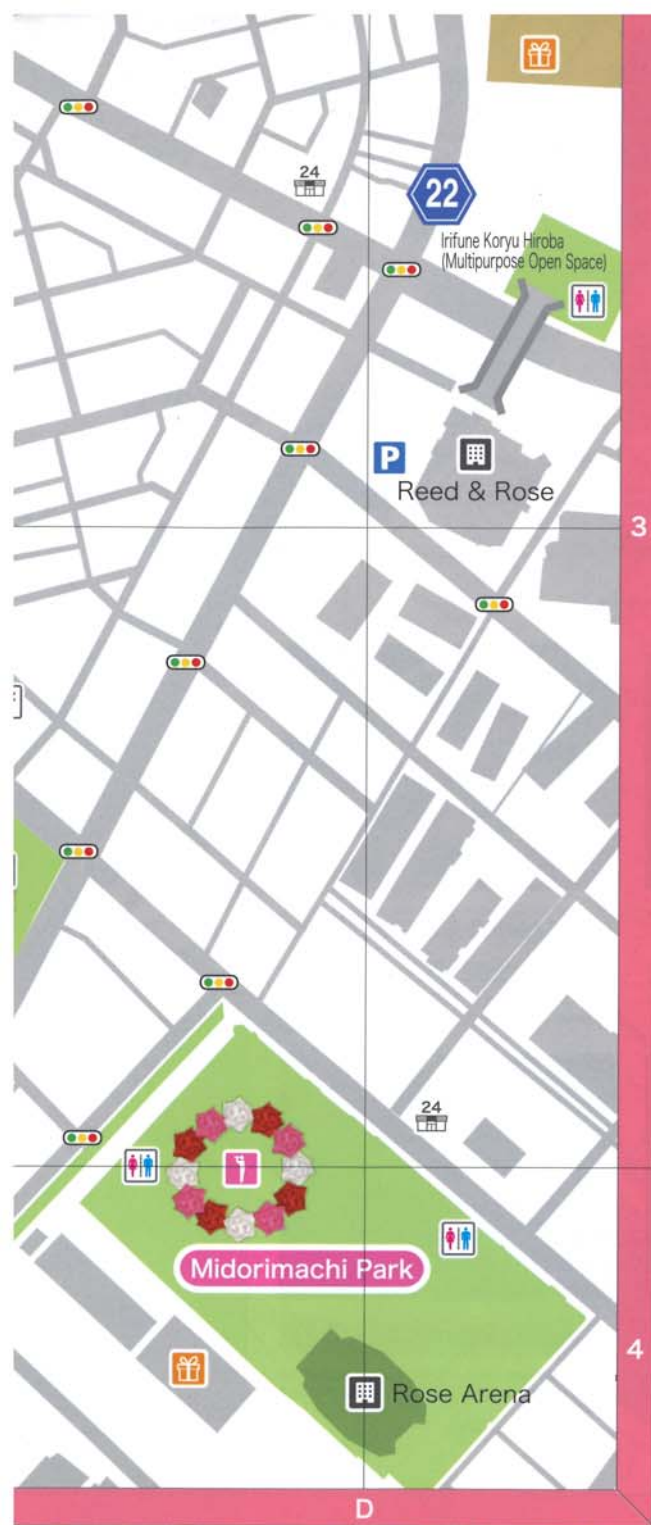 24
22
Irifune Koryu Hiroba
(Multipurpose Open Space)
P
Reed & Rose
3
24
Midorimachi Park
4
Rose Arena
D